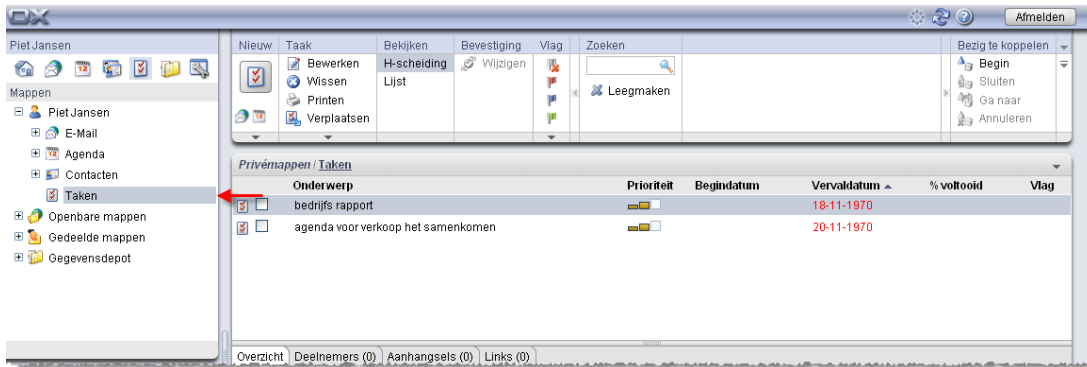 OX
Afmelden
Piet Jansen
Mappen
Piet Jansen
E-Mail
12
Agenda
Contacten
Taken
Openbare mappen
Gedeelde mappen
Gegevensdepot
Nieuw Taak Bekijken Bevestiging Vlag Zoeken Bezig te koppelen
Bewerken H-scheiding Wijzigen Begin
Wissen Lijst Sluiten
Printen Leegmaken Ga naar
Verplaatsen Annuleren
Privémappen / Taken
Onderwerp Prioriteit Begindatum Vervaldatum % voltooid Vlag
bedrijfs rapport 18-11-1970
agenda voor verkoop het samenkomen 20-11-1970
Overzicht Deelnemers (0) Aanhangsels (0) Links (0)